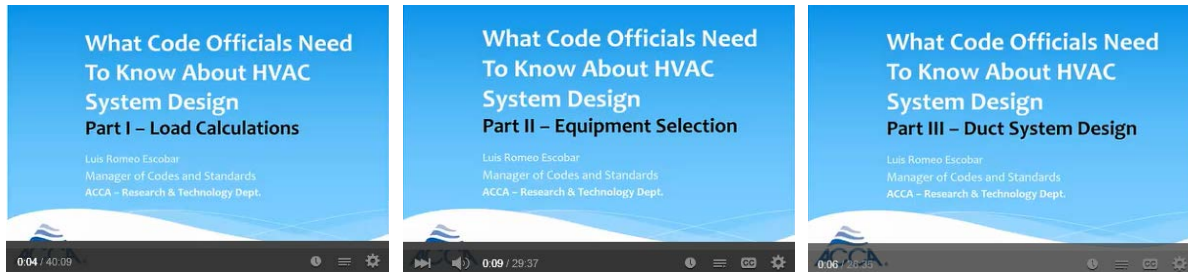 What Code Officials Need
To Know About HVAC
System Design
Part I – Load Calculations
Luis Romeo Escobar
Manager of Codes and Standards
ACCA – Research & Technology Dept.
ACCA
0:04 / 40:09
What Code Officials Need
To Know About HVAC
System Design
Part II – Equipment Selection
Luis Romeo Escobar
Manager of Codes and Standards
ACCA – Research & Technology Dept.
0:09 / 29:37
CC
What Code Officials Need
To Know About HVAC
System Design
Part III – Duct System Design
Luis Romeo Escobar
Manager of Codes and Standards
ACCA – Research & Technology Dept.
ACCA
0:06
CC